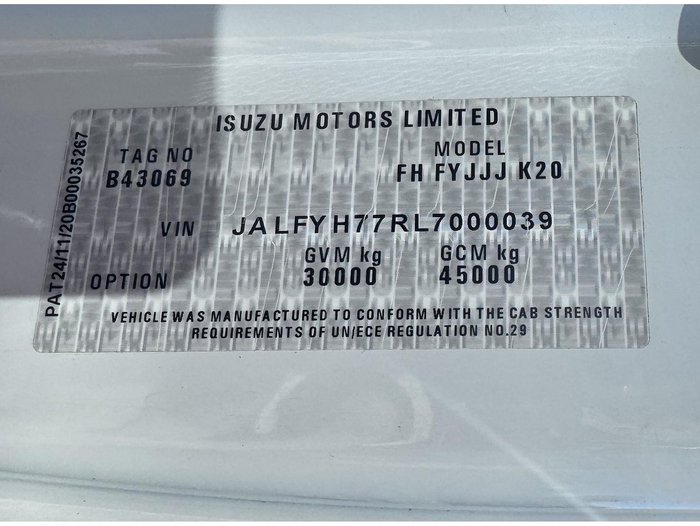 ISUZU MOTORS LIMITED
TAG NO
B43069
MODEL
FH FYJJJ K20
VIN JALFYH77RL7000039
OPTION
GVM kg
30000
GCM kg
45000
VEHICLE WAS MANUFACTURED TO CONFORM WITH THE CAB STRENGTH
REQUIREMENTS OF UN/ECE REGULATION NO.29
PAT24/11/20B00035267